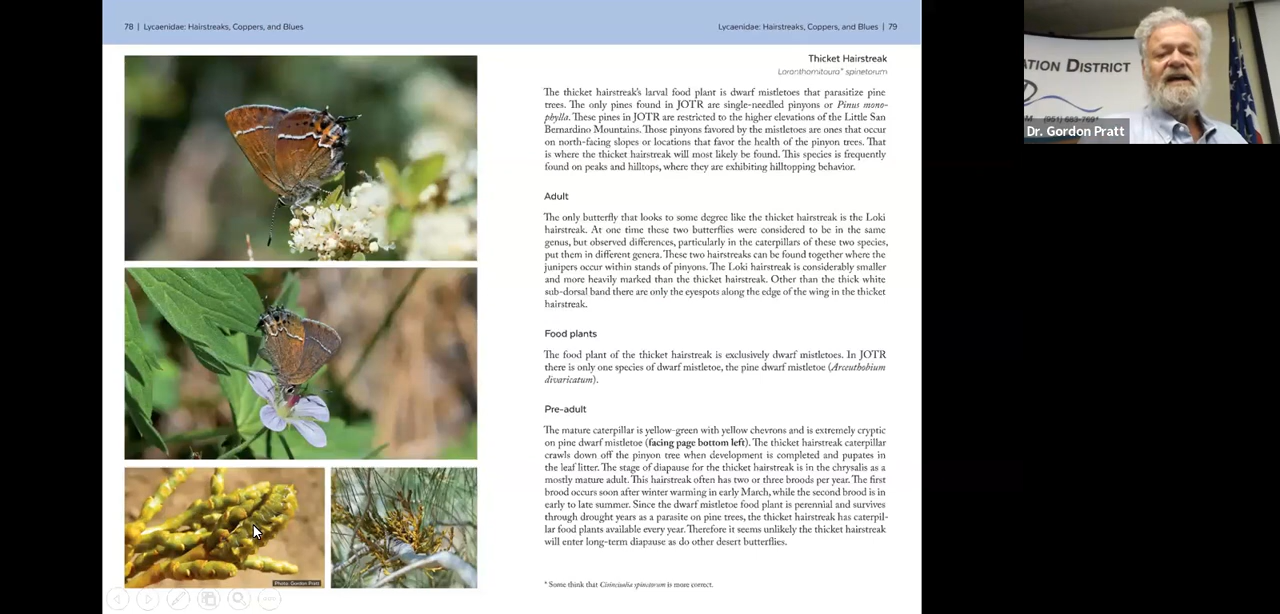 78 | Lycaenidae: Hairstreaks, Coppers, and Blues
Lycaenidae: Hairstreaks, Coppers, and Blues | 79
Thicket Hairstreak
Loranthomitoura* spinetorum
The thicket hairstreak's larval food plant is dwarf mistletoes that parasitize pine
trees. The only pines found in JOTR are single-needled pinyons or Pinus mono-
phylla. These pines in JOTR are restricted to the higher elevations of the Little San
Bernardino Mountains. Those pinyons favored by the mistletoes are ones that occur
on north-facing slopes or locations that favor the health of the pinyon trees. That
is where the thicket hairstreak will most likely be found. This species is frequently
found on peaks and hilltops, where they are exhibiting hilltopping behavior.
Adult
The only butterfly that looks to some degree like the thicket hairstreak is the Loki
hairstreak. At one time these two butterflies were considered to be in the same
genus, but observed differences, particularly in the caterpillars of these two species,
put them in different genera. These two hairstreaks can be found together where the
junipers occur within stands of pinyons. The Loki hairstreak is considerably smaller
and more heavily marked than the thicket hairstreak. Other than the thick white
sub-dorsal band there are only the eyespots along the edge of the wing in the thicket
hairstreak.
Food plants
The food plant of the thicket hairstreak is exclusively dwarf mistletoes. In JOTR
there is only one species of dwarf mistletoe, the pine dwarf mistletoe (Arceuthobium
divaricatum).
Pre-adult
The mature caterpillar is yellow-green with yellow chevrons and is extremely cryptic
on pine dwarf mistletoe (facing page bottom left). The thicket hairstreak caterpillar
crawls down off the pinyon tree when development is completed and pupates in
the leaf litter. The stage of diapause for the thicket hairstreak is in the chrysalis as a
mostly mature adult. This hairstreak often has two or three broods per year. The first
brood occurs soon after winter warming in early March, while the second brood is in
early to late summer. Since the dwarf mistletoe food plant is perennial and survives
through drought years as a parasite on pine trees, the thicket hairstreak has caterpil-
lar food plants available every year. Therefore it seems unlikely the thicket hairstreak
will enter long-term diapause as do other desert butterflies.
Photo: Gordon Pratt
ATION DISTRICT
(951) 683-769
Dr. Gordon Pratt